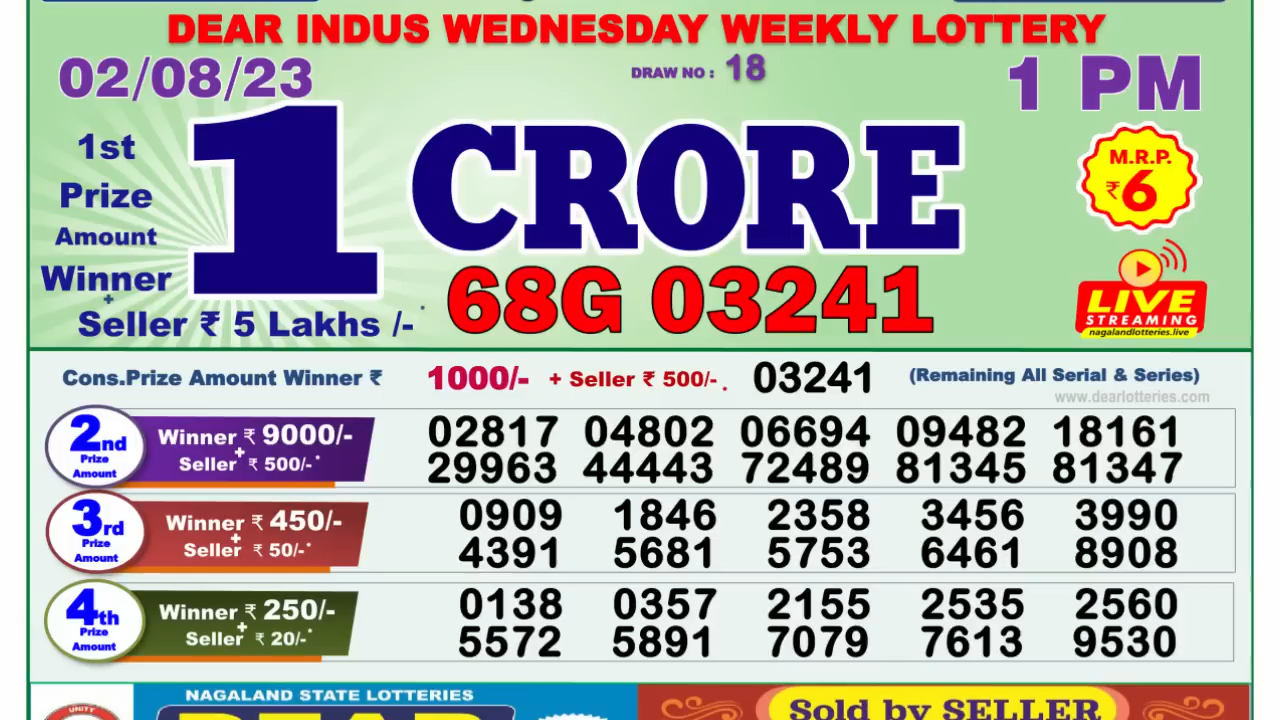 DEAR INDUS WEDNESDAY WEEKLY LOTTERY
02/08/23
DRAW NO : 18
1 PM
1st
Prize
Amount
Winner
+
Seller ₹ 5 Lakhs /-
1 CRORE
68G 03241
M.R.P.
₹6
LIVE
STREAMING
nagalandlotteries.live
Cons.Prize Amount Winner ₹ 1000/- + Seller ₹ 500/- . 03241 (Remaining All Serial & Series)
www.dearlotteries.com
2nd
Prize
Amount
Winner ₹ 9000/-
+
Seller ₹ 500/-*
02817 04802 06694 09482 18161
29963 44443 72489 81345 81347
3rd
Prize
Amount
Winner ₹ 450/-
+
Seller ₹ 50/-*
0909 1846 2358 3456 3990
4391 5681 5753 6461 8908
4th
Prize
Amount
Winner ₹ 250/-
+
Seller ₹ 20/-*
0138 0357 2155 2535 2560
5572 5891 7079 7613 9530
UNITY
NAGALAND STATE LOTTERIES
DEAR
Sold by SELLER